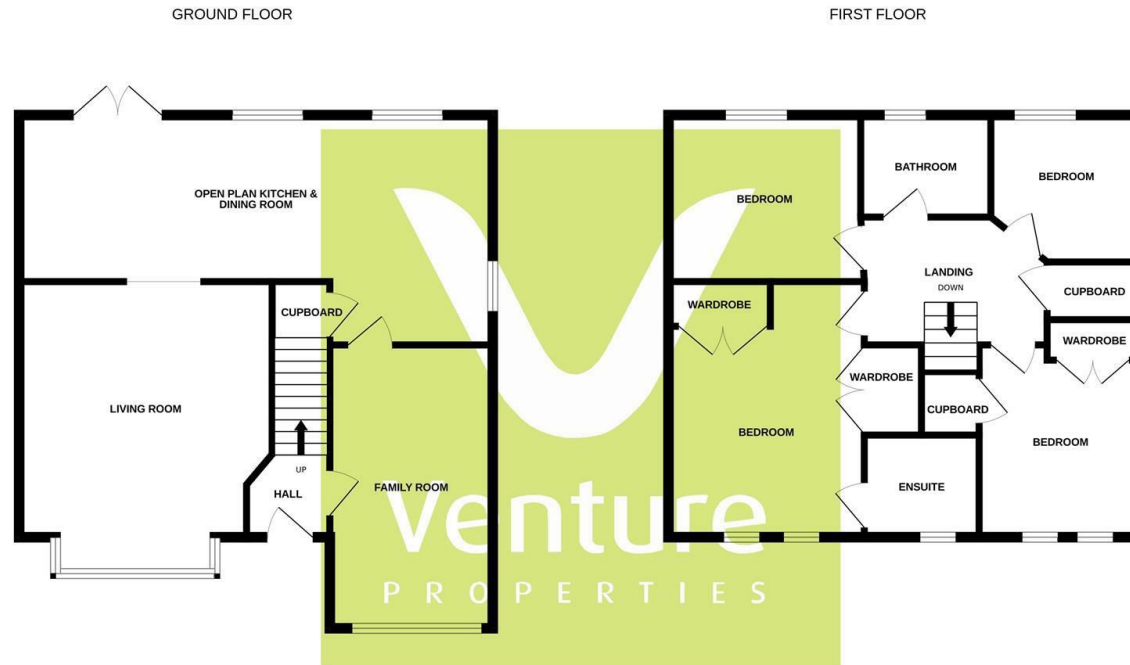 GROUND FLOOR
OPEN PLAN KITCHEN &
DINING ROOM
CUPBOARD
LIVING ROOM
UP
HALL
FAMILY ROOM
FIRST FLOOR
BATHROOM
BEDROOM
BEDROOM
LANDING
DOWN
CUPBOARD
WARDROBE
WARDROBE
WARDROBE
CUPBOARD
BEDROOM
BEDROOM
ENSUITE
Venture
PROPERTIES